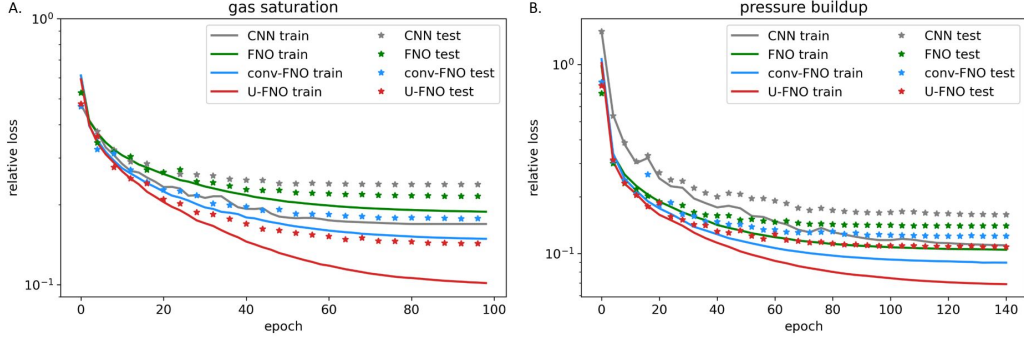 A.
gas saturation
10⁰
10⁻¹
relative loss
CNN train
FNO train
conv-FNO train
U-FNO train
CNN test
FNO test
conv-FNO test
U-FNO test
0 20 40 60 80 100
epoch
B.
pressure buildup
10⁰
10⁻¹
relative loss
CNN train
FNO train
conv-FNO train
U-FNO train
CNN test
FNO test
conv-FNO test
U-FNO test
0 20 40 60 80 100 120 140
epoch